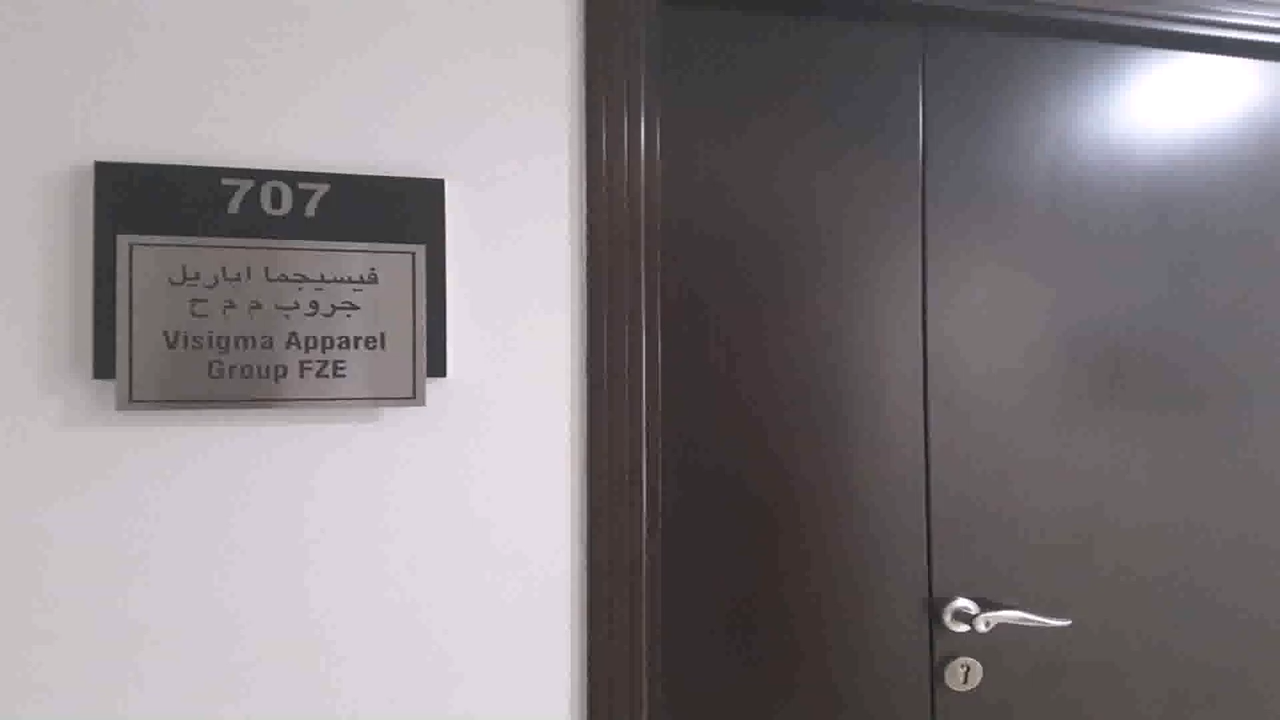 707
فيسيجما اباريل
جروب م م ح
Visigma Apparel
Group FZE